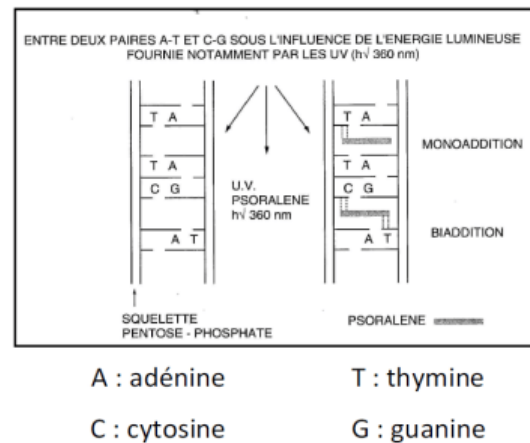 ENTRE DEUX PAIRES A-T ET C-G SOUS L'INFLUENCE DE L'ENERGIE LUMINEUSE
FOURNIE NOTAMMENT PAR LES UV (h√ 360 nm)
T A
T A
C G
A T
U.V.
PSORALENE
h√ 360 nm
T A
T A
C G
A T
MONOADDITION
BIADDITION
SQUELETTE
PENTOSE - PHOSPHATE
PSORALENE
A : adénine
T : thymine
C : cytosine
G : guanine